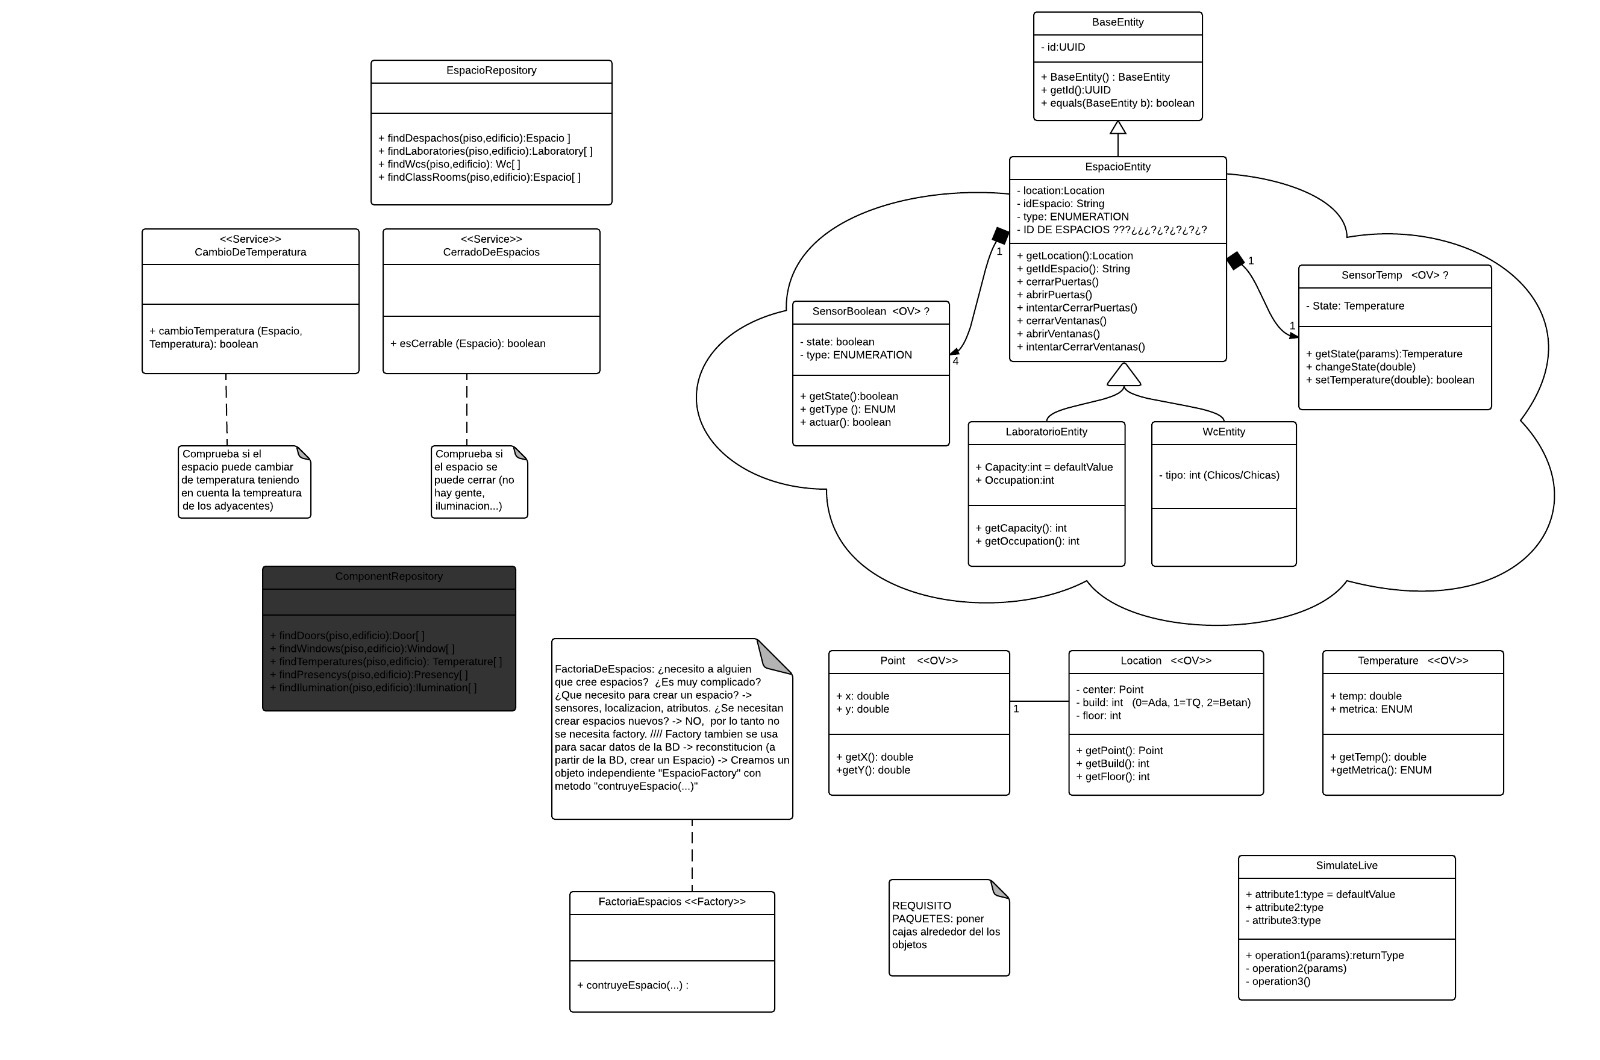 BaseEntity
- id:UUID
+ BaseEntity() : BaseEntity
+ getId():UUID
+ equals(BaseEntity b): boolean
EspacioRepository
+ findDespachos(piso,edificio):Espacio ]
+ findLaboratories(piso,edificio):Laboratory[ ]
+ findWcs(piso,edificio): Wc[ ]
+ findClassRooms(piso,edificio):Espacio[ ]
EspacioEntity
- location:Location
- idEspacio: String
- type: ENUMERATION
- ID DE ESPACIOS ???¿¿¿?¿?¿?¿?¿?
+ getLocation():Location
+ getIdEspacio(): String
+ cerrarPuertas()
+ abrirPuertas()
+ intentarCerrarPuertas()
+ cerrarVentanas()
+ abrirVentanas()
+ intentarCerrarVentanas()
1
4
1
1
<<Service>>
CambioDeTemperatura
+ cambioTemperatura (Espacio,
Temperatura): boolean
<<Service>>
CerradoDeEspacios
+ esCerrable (Espacio): boolean
SensorBoolean  <OV> ?
- state: boolean
- type: ENUMERATION
+ getState():boolean
+ getType (): ENUM
+ actuar(): boolean
SensorTemp   <OV> ?
- State: Temperature
+ getState(params):Temperature
+ changeState(double)
+ setTemperature(double): boolean
LaboratorioEntity
+ Capacity:int = defaultValue
+ Occupation:int
+ getCapacity(): int
+ getOccupation(): int
WcEntity
- tipo: int (Chicos/Chicas)
Comprueba si el
espacio puede cambiar
de temperatura teniendo
en cuenta la tempreatura
de los adyacentes)
Comprueba si
el espacio se
puede cerrar (no
hay gente,
iluminacion...)
ComponentRepository
+ findDoors(piso,edificio):Door[ ]
+ findWindows(piso,edificio):Window[ ]
+ findTemperatures(piso,edificio): Temperature[ ]
+ findPresencys(piso,edificio):Presency[ ]
+ findIlumination(piso,edificio):Ilumination[ ]
FactoriaDeEspacios: ¿necesito a alguien
que cree espacios?  ¿Es muy complicado?
¿Que necesito para crear un espacio? ->
sensores, localizacion, atributos. ¿Se necesitan
crear espacios nuevos? -> NO,  por lo tanto no
se necesita factory. //// Factory tambien se usa
para sacar datos de la BD -> reconstitucion (a
partir de la BD, crear un Espacio) -> Creamos un
objeto independiente "EspacioFactory" con
metodo "contruyeEspacio(...)"
Point   <<OV>>
+ x: double
+ y: double
+ getX(): double
+getY(): double
1
Location   <<OV>>
- center: Point
- build: int   (0=Ada, 1=TQ, 2=Betan)
- floor: int
+ getPoint(): Point
+ getBuild(): int
+ getFloor(): int
Temperature   <<OV>>
+ temp: double
+ metrica: ENUM
+ getTemp(): double
+getMetrica(): ENUM
FactoriaEspacios <<Factory>>
+ contruyeEspacio(...) :
REQUISITO
PAQUETES: poner
cajas alrededor del los
objetos
SimulateLive
+ attribute1:type = defaultValue
+ attribute2:type
- attribute3:type
+ operation1(params):returnType
- operation2(params)
- operation3()